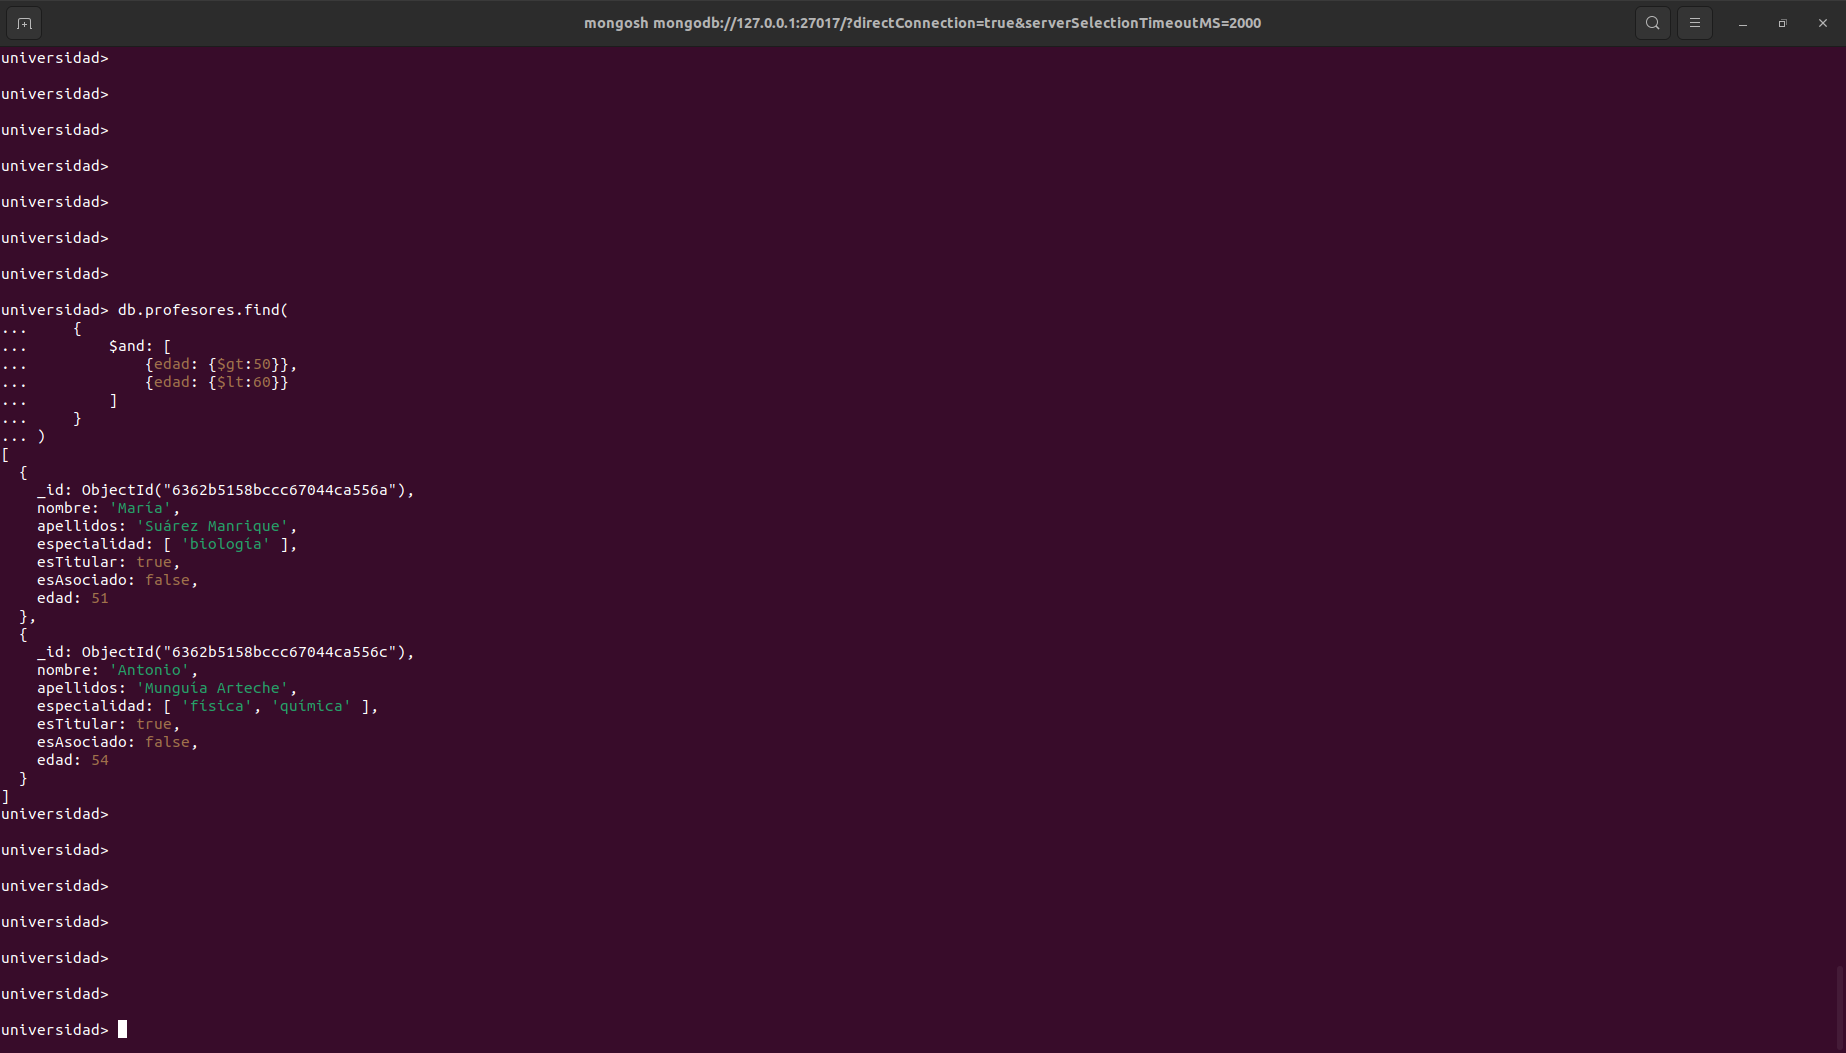 mongosh mongodb://127.0.0.1:27017/?directConnection=true&serverSelectionTimeoutMS=2000
universidad>
universidad>
universidad>
universidad>
universidad>
universidad>
universidad>
universidad> db.profesores.find(
...     {
...         $and: [
...             {edad: {$gt:50}},
...             {edad: {$lt:60}}
...         ]
...     }
... )
[
  {
    _id: ObjectId("6362b5158bccc67044ca556a"),
    nombre: 'María',
    apellidos: 'Suárez Manrique',
    especialidad: [ 'biología' ],
    esTitular: true,
    esAsociado: false,
    edad: 51
  },
  {
    _id: ObjectId("6362b5158bccc67044ca556c"),
    nombre: 'Antonio',
    apellidos: 'Munguía Arteche',
    especialidad: [ 'física', 'química' ],
    esTitular: true,
    esAsociado: false,
    edad: 54
  }
]
universidad>
universidad>
universidad>
universidad>
universidad>
universidad>
universidad>